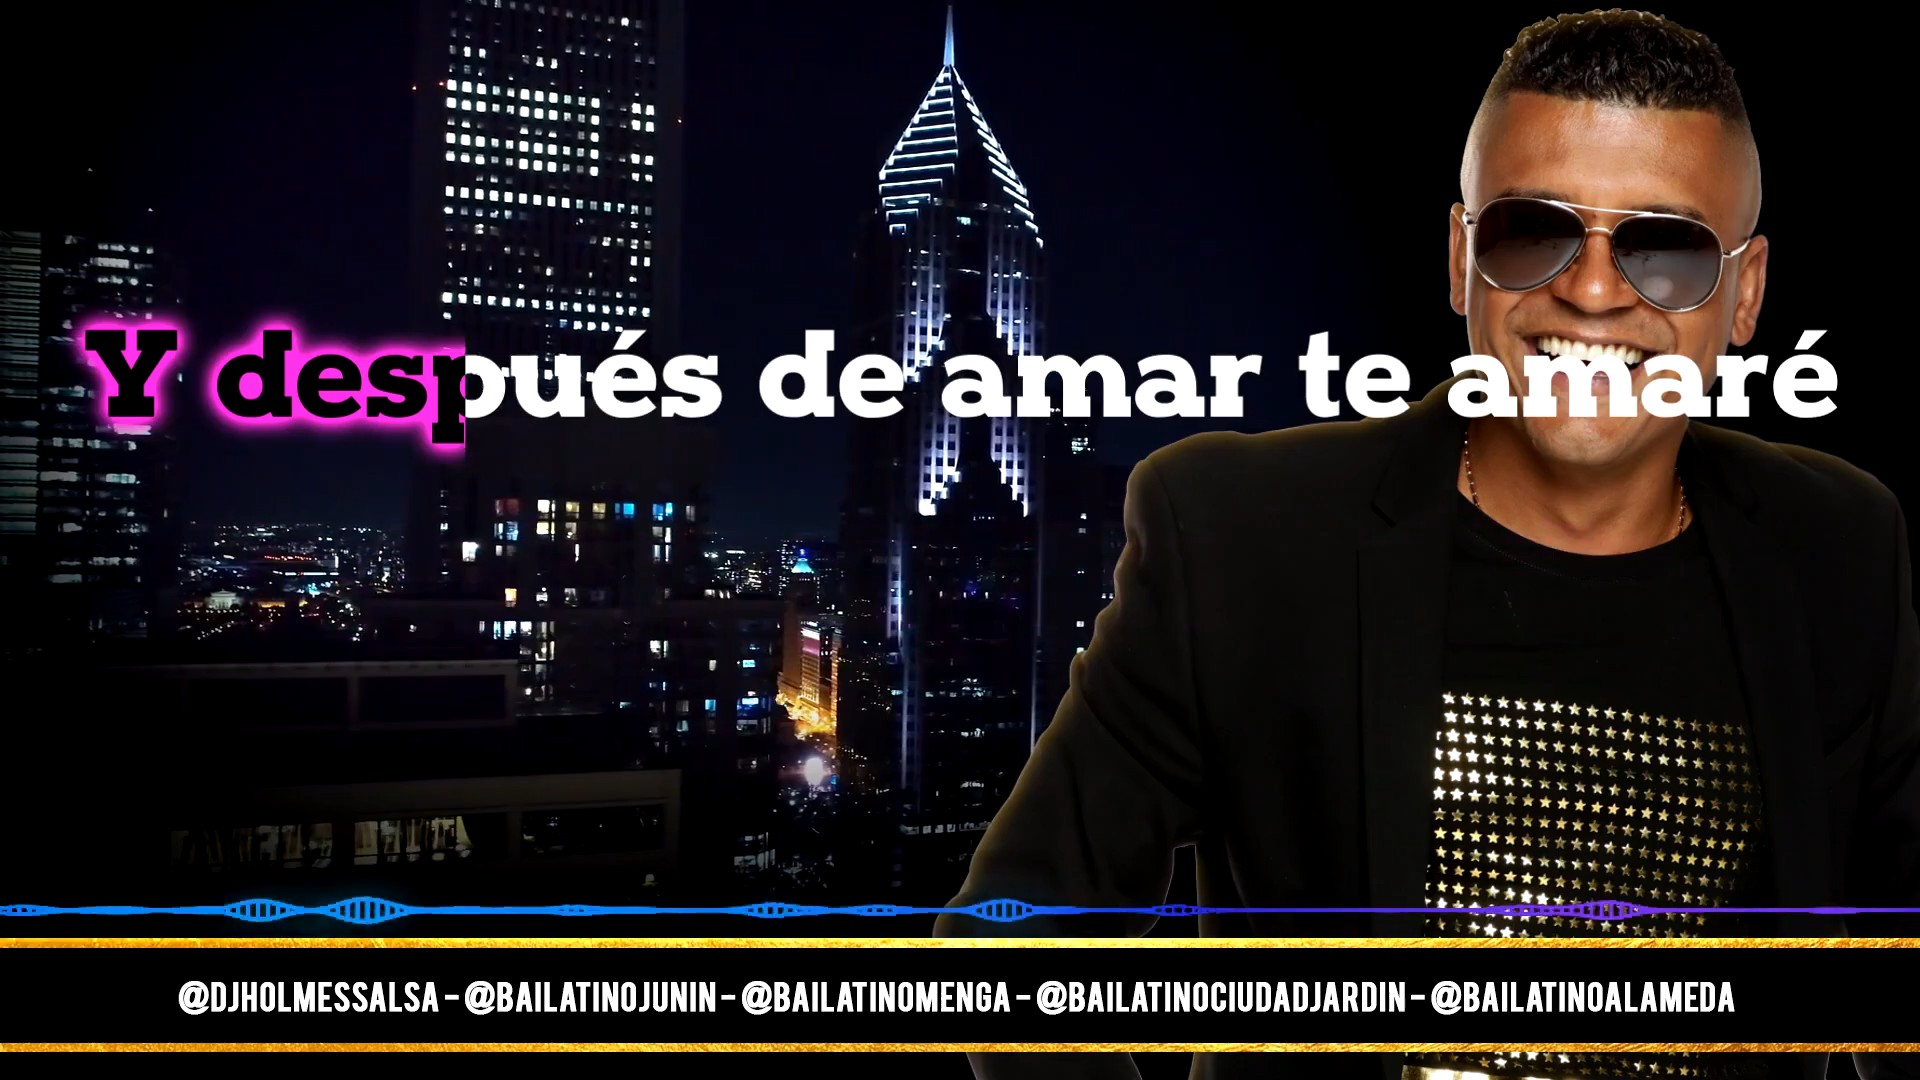 Y después de amar te amaré
@DJHOLMESSALSA - @BAILATINOJUNIN - @BAILATINOMENGA - @BAILATINOCIUDADJARDIN - @BAILATINOALAMEDA